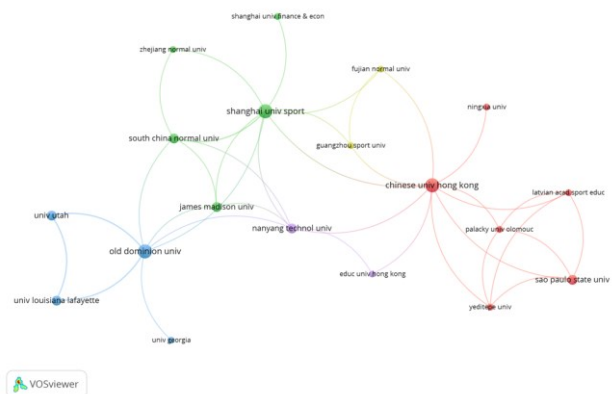 shanghai univ finance & econ
zhejiang normal univ
fujian normal univ
ningxia univ
shanghai univ sport
south china normal univ
guangzhou sport univ
chinese univ hong kong
latvian acad sport educ
james madison univ
univ utah
nanyang technol univ
palacky univ olomouc
old dominion univ
educ univ hong kong
sao paulo state univ
univ louisiana lafayette
yeditepe univ
univ georgia
VOSviewer